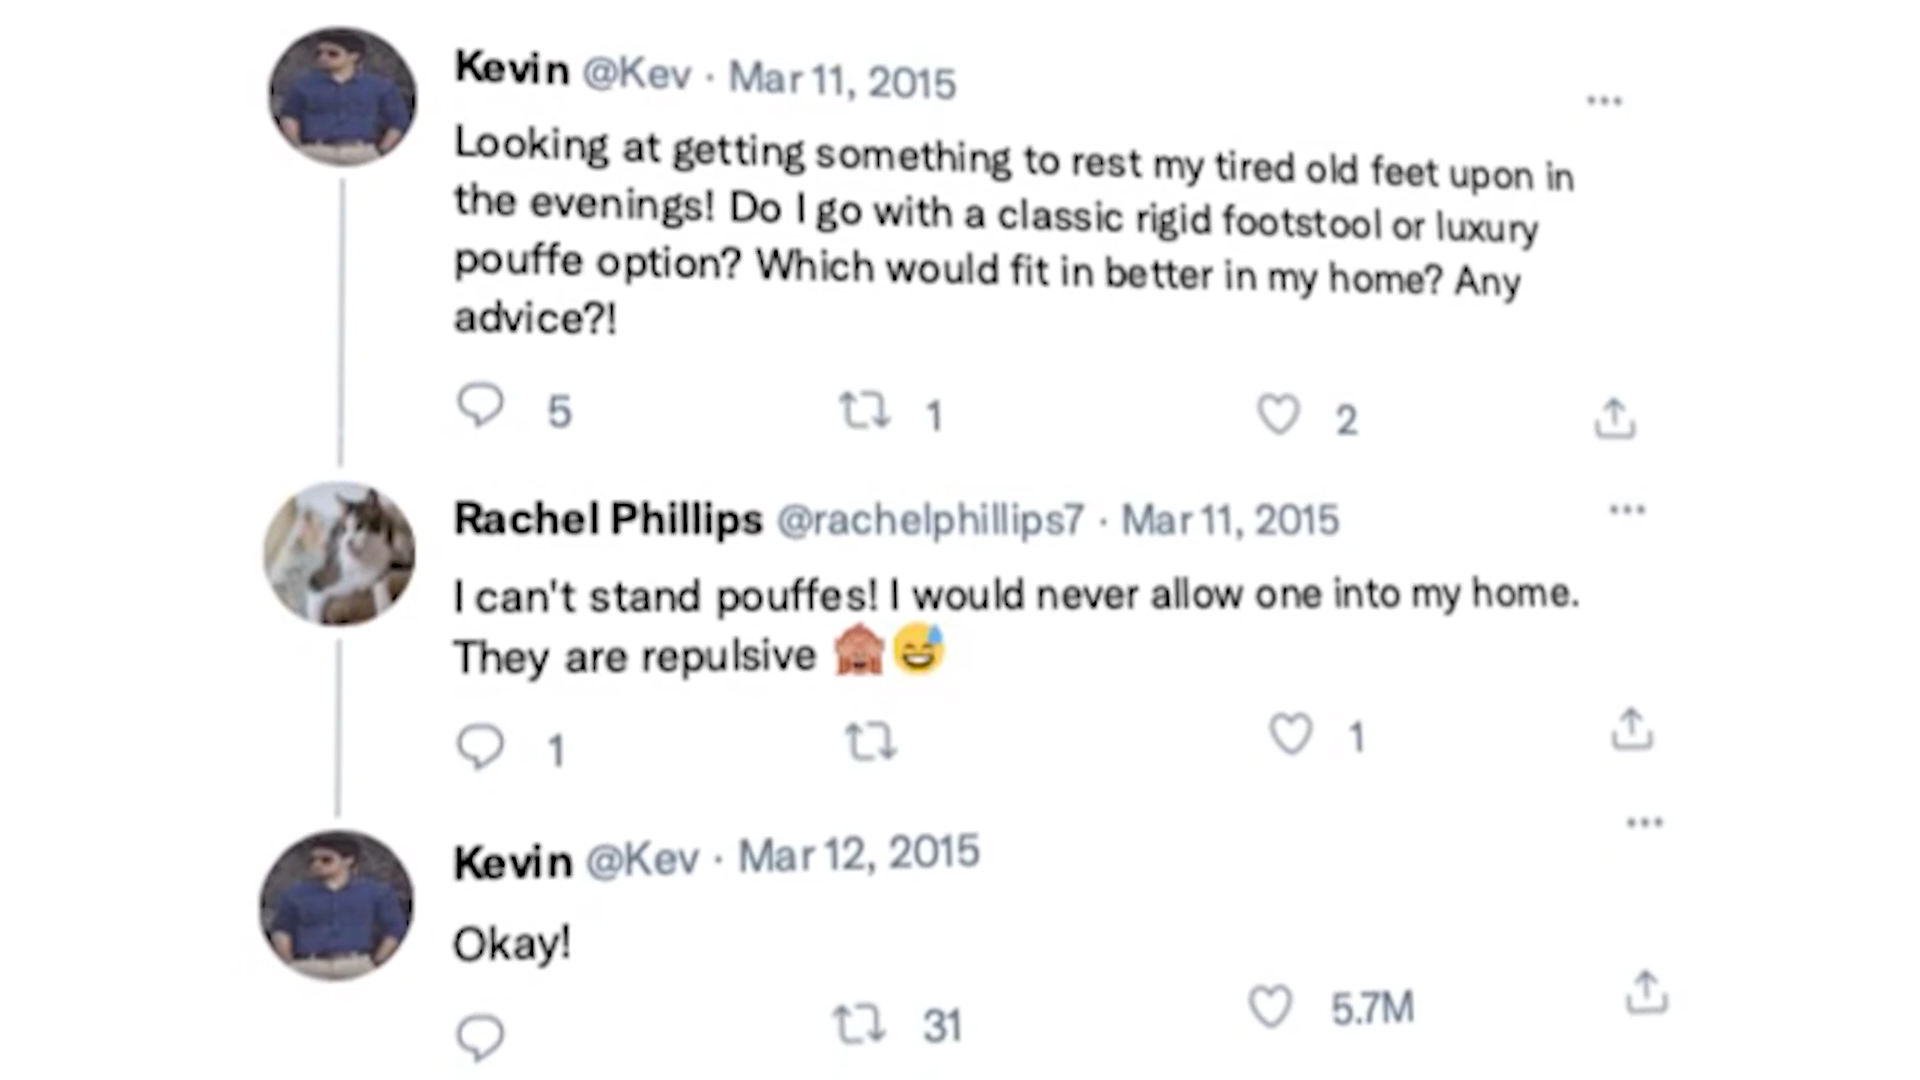 Kevin @Kev · Mar 11, 2015
Looking at getting something to rest my tired old feet upon in
the evenings! Do I go with a classic rigid footstool or luxury
pouffe option? Which would fit in better in my home? Any
advice?!
5 1 2
Rachel Phillips @rachelphillips7 · Mar 11, 2015
I can't stand pouffes! I would never allow one into my home.
They are repulsive 🙈😅
1 1
Kevin @Kev · Mar 12, 2015
Okay!
31 5.7M